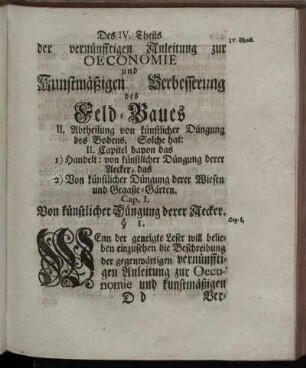 Des IV. Theils
IV. Theil.
der vernünfftigen Anleitung zur
OECONOMIE
und
Kunstmäßigen Verbesserung
des
Feld-Baues
II. Abtheilung von künstlicher Düngung
des Bodens. Solche hat:
II. Capitel davon das
1) Handelt: von künstlicher Düngung derer
Aecker, das
2) Von künstlicher Düngung derer Wiesen
und Graaße-Gärten.
Cap. I.
Von künstlicher Düngung derer Aecker.
Cap. I.
§ I.
WEnn der geneigte Leser will belie-
ben einzusehen die Beschreibung
der gegenwärtigen vernünffti-
gen Anleitung zur Oeco-
nomie und kunstmäßigen
D d
Ver-